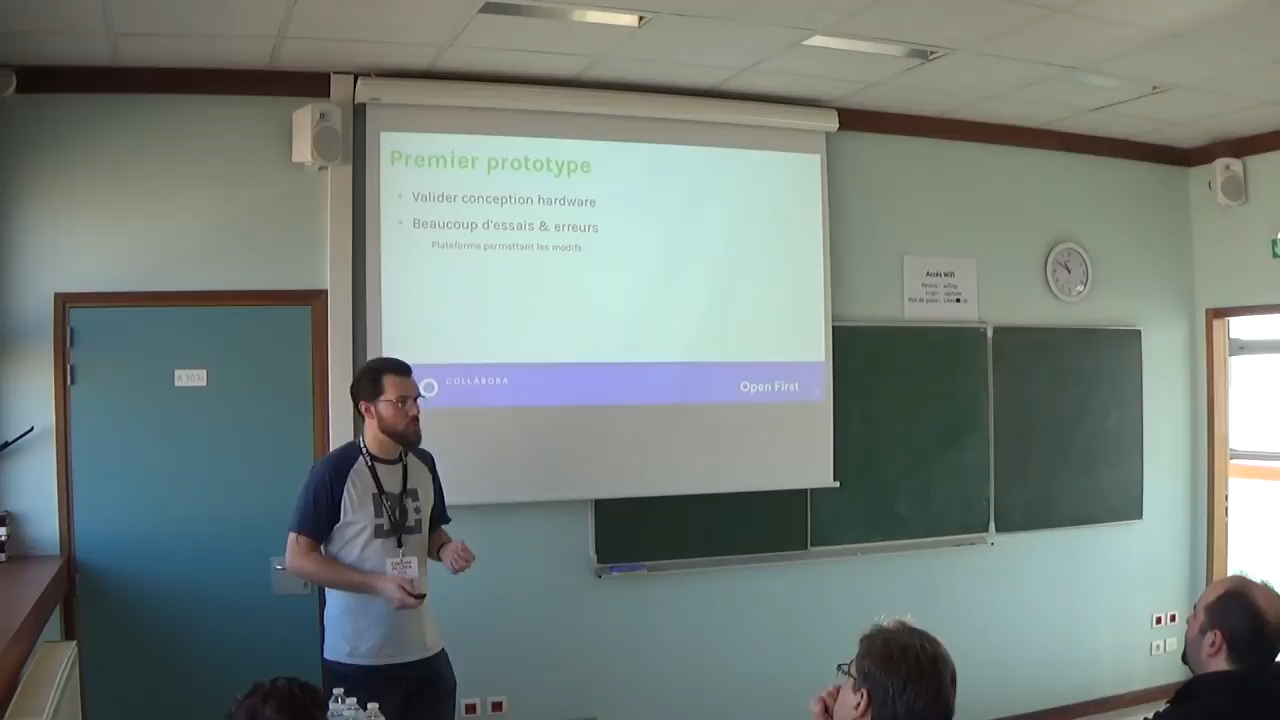 Premier prototype
Valider conception hardware
Beaucoup d'essais & erreurs
Plateforme permettant les modifs
COLLABORA
Open First
Accès Wifi
A 303c